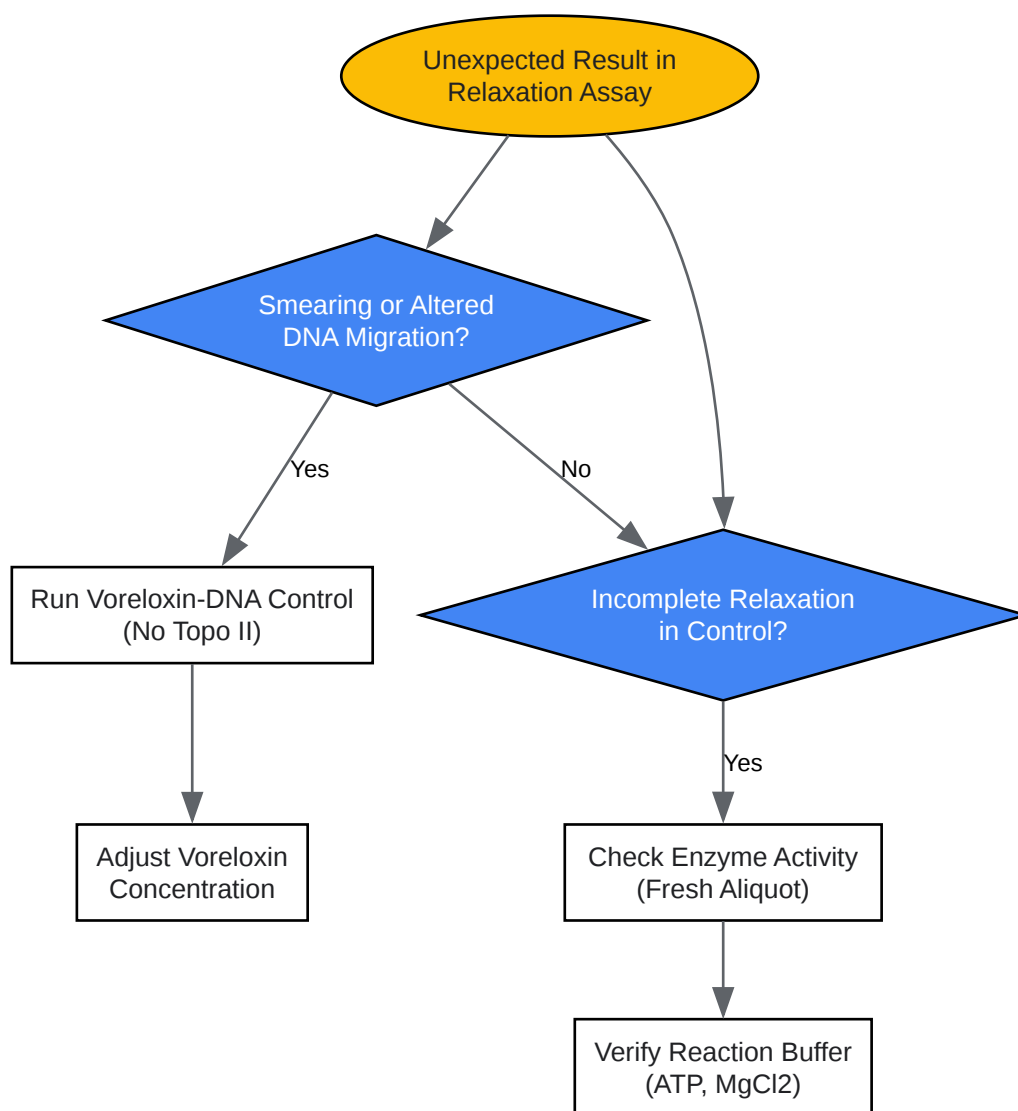 Unexpected Result in
Relaxation Assay
Smearing or Altered
DNA Migration?
Yes
No
Run Voreloxin-DNA Control
(No Topo II)
Incomplete Relaxation
in Control?
Yes
Adjust Voreloxin
Concentration
Check Enzyme Activity
(Fresh Aliquot)
Verify Reaction Buffer
(ATP, MgCl2)